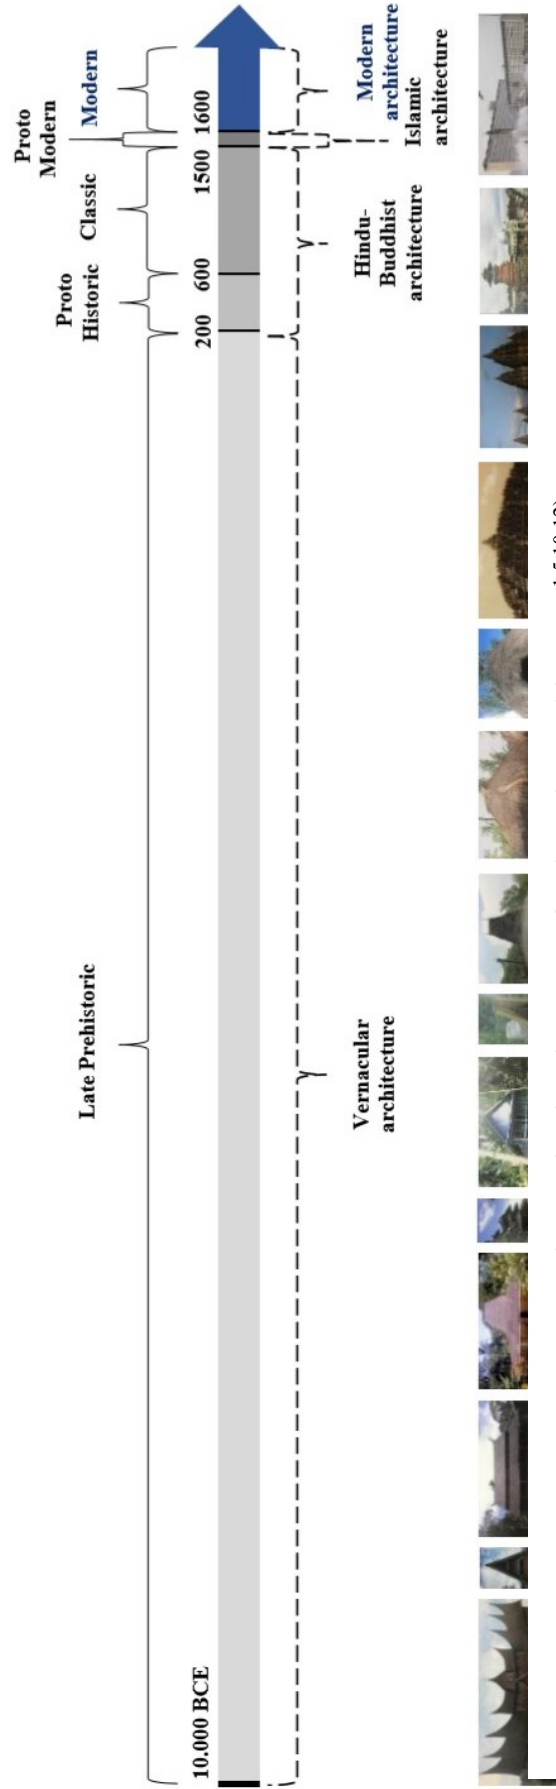 Late Prehistoric
Proto
Historic
Classic
Proto
Modern
Modern
10.000 BCE
200
600
1500
1600
Vernacular
architecture
Hindu-
Buddhist
architecture
Islamic
architecture
Modern
architecture